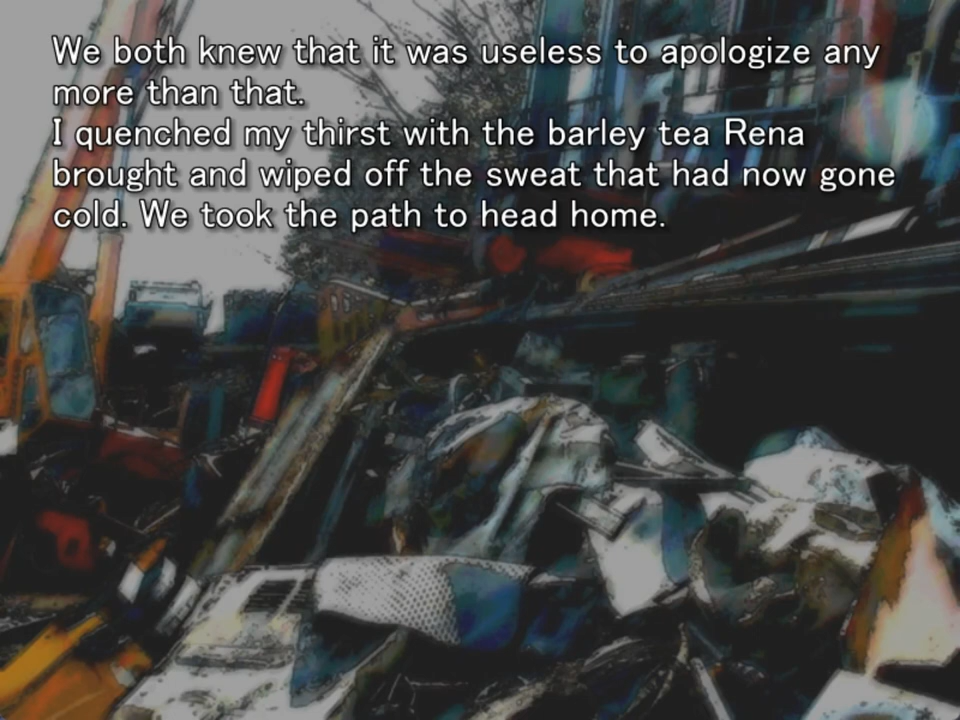 We both knew that it was useless to apologize any
more than that.
I quenched my thirst with the barley tea Rena
brought and wiped off the sweat that had now gone
cold. We took the path to head home.